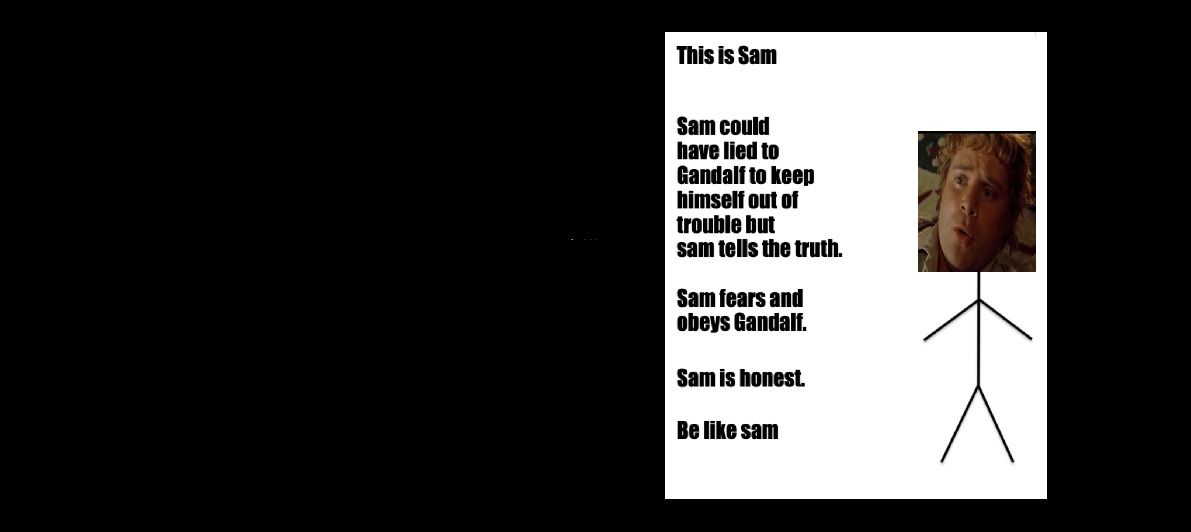 This is Sam
Sam could
have lied to
Gandalf to keep
himself out of
trouble but
sam tells the truth.
Sam fears and
obeys Gandalf.
Sam is honest.
Be like sam